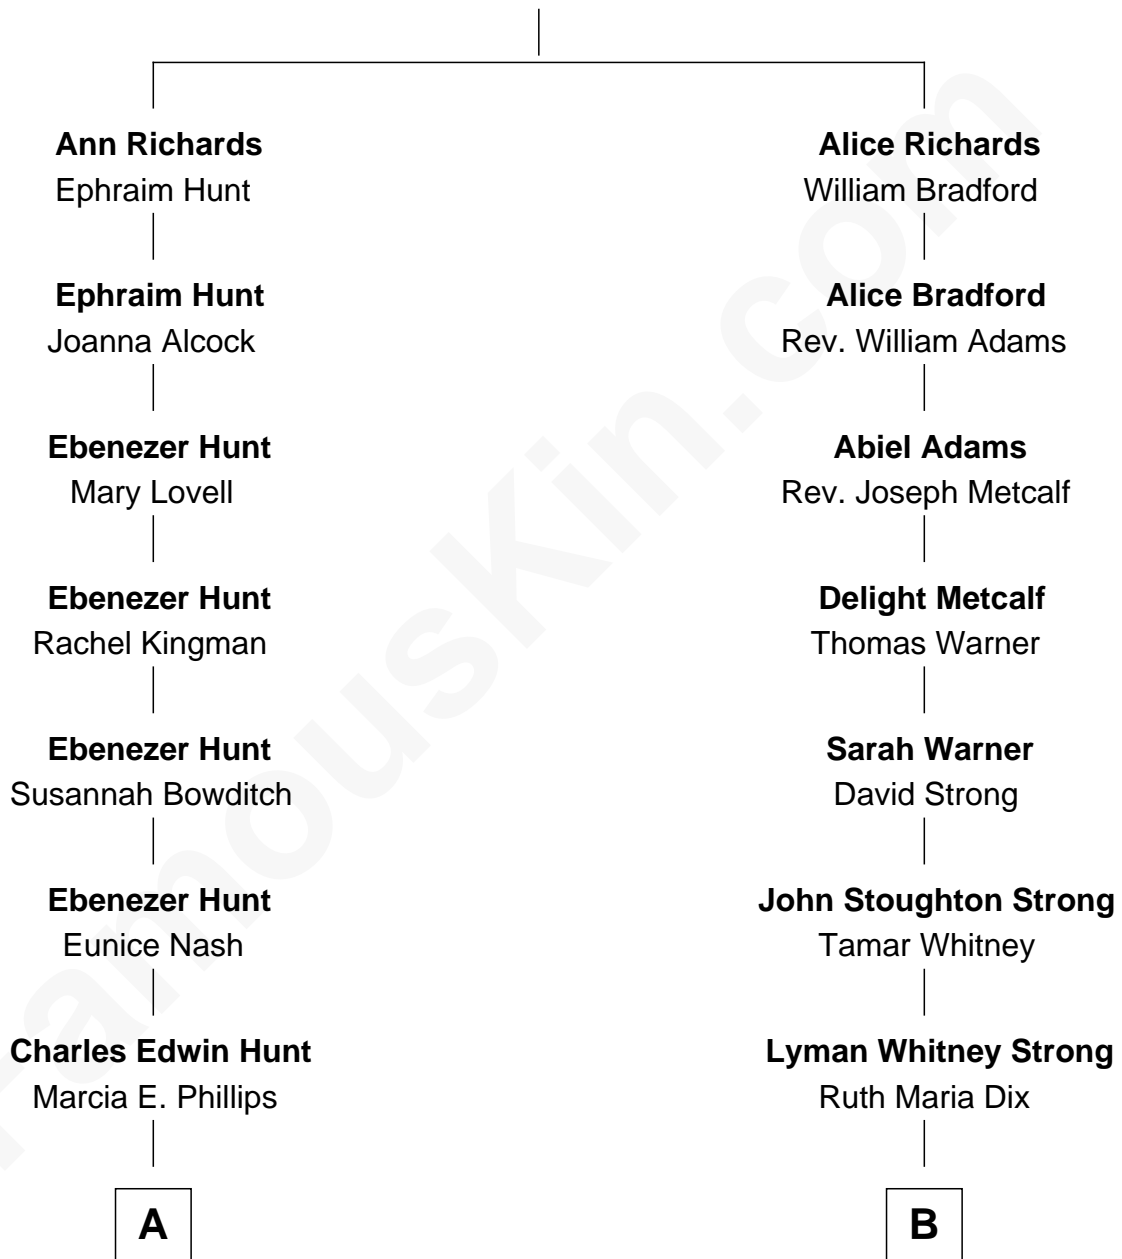 Ann Richards
Ephraim Hunt
Ephraim Hunt
Joanna Alcock
Ebenezer Hunt
Mary Lovell
Ebenezer Hunt
Rachel Kingman
Ebenezer Hunt
Susannah Bowditch
Ebenezer Hunt
Eunice Nash
Charles Edwin Hunt
Marcia E. Phillips
A
Alice Richards
William Bradford
Alice Bradford
Rev. William Adams
Abiel Adams
Rev. Joseph Metcalf
Delight Metcalf
Thomas Warner
Sarah Warner
David Strong
John Stoughton Strong
Tamar Whitney
Lyman Whitney Strong
Ruth Maria Dix
B
FamousKin.com